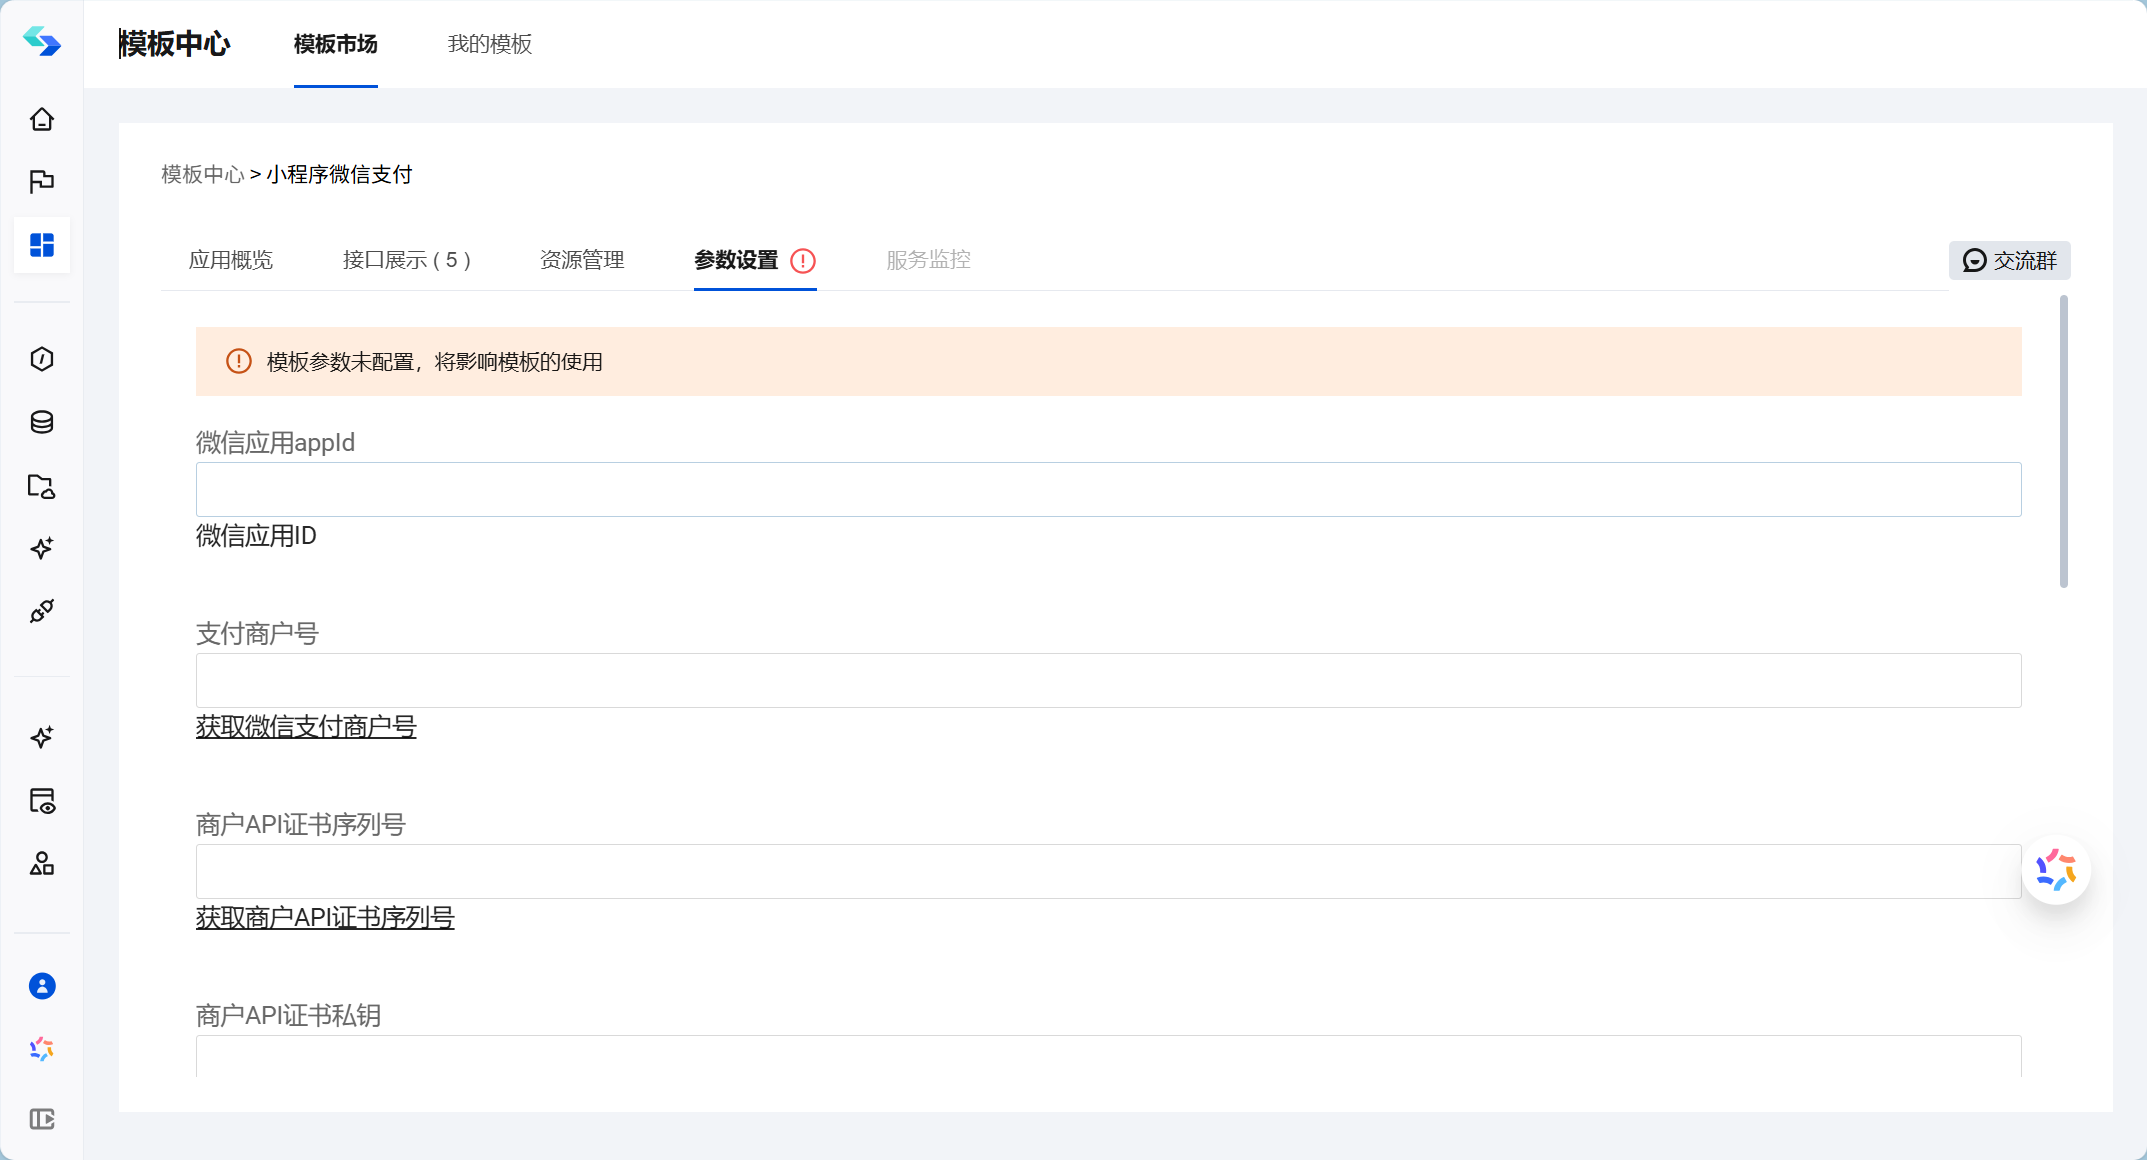 模板中心 模板市场 我的模板
模板中心 > 小程序微信支付
应用概览 接口展示 ( 5 ) 资源管理 参数设置 服务监控 交流群
模板参数未配置，将影响模板的使用
微信应用appId
微信应用ID
支付商户号
获取微信支付商户号
商户API证书序列号
获取商户API证书序列号
商户API证书私钥